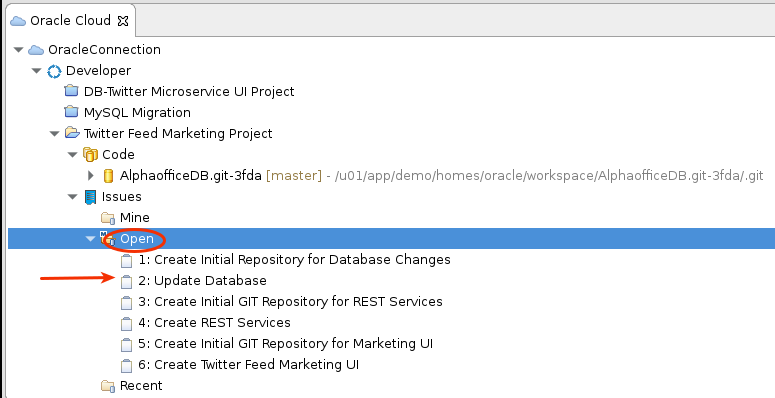 Oracle Cloud
OracleConnection
Developer
DB-Twitter Microservice UI Project
MySQL Migration
Twitter Feed Marketing Project
Code
AlphaofficeDB.git-3fda [master] - /u01/app/demo/homes/oracle/workspace/AlphaofficeDB.git-3fda/.git
Issues
Mine
Open
1: Create Initial Repository for Database Changes
2: Update Database
3: Create Initial GIT Repository for REST Services
4: Create REST Services
5: Create Initial GIT Repository for Marketing UI
6: Create Twitter Feed Marketing UI
Recent